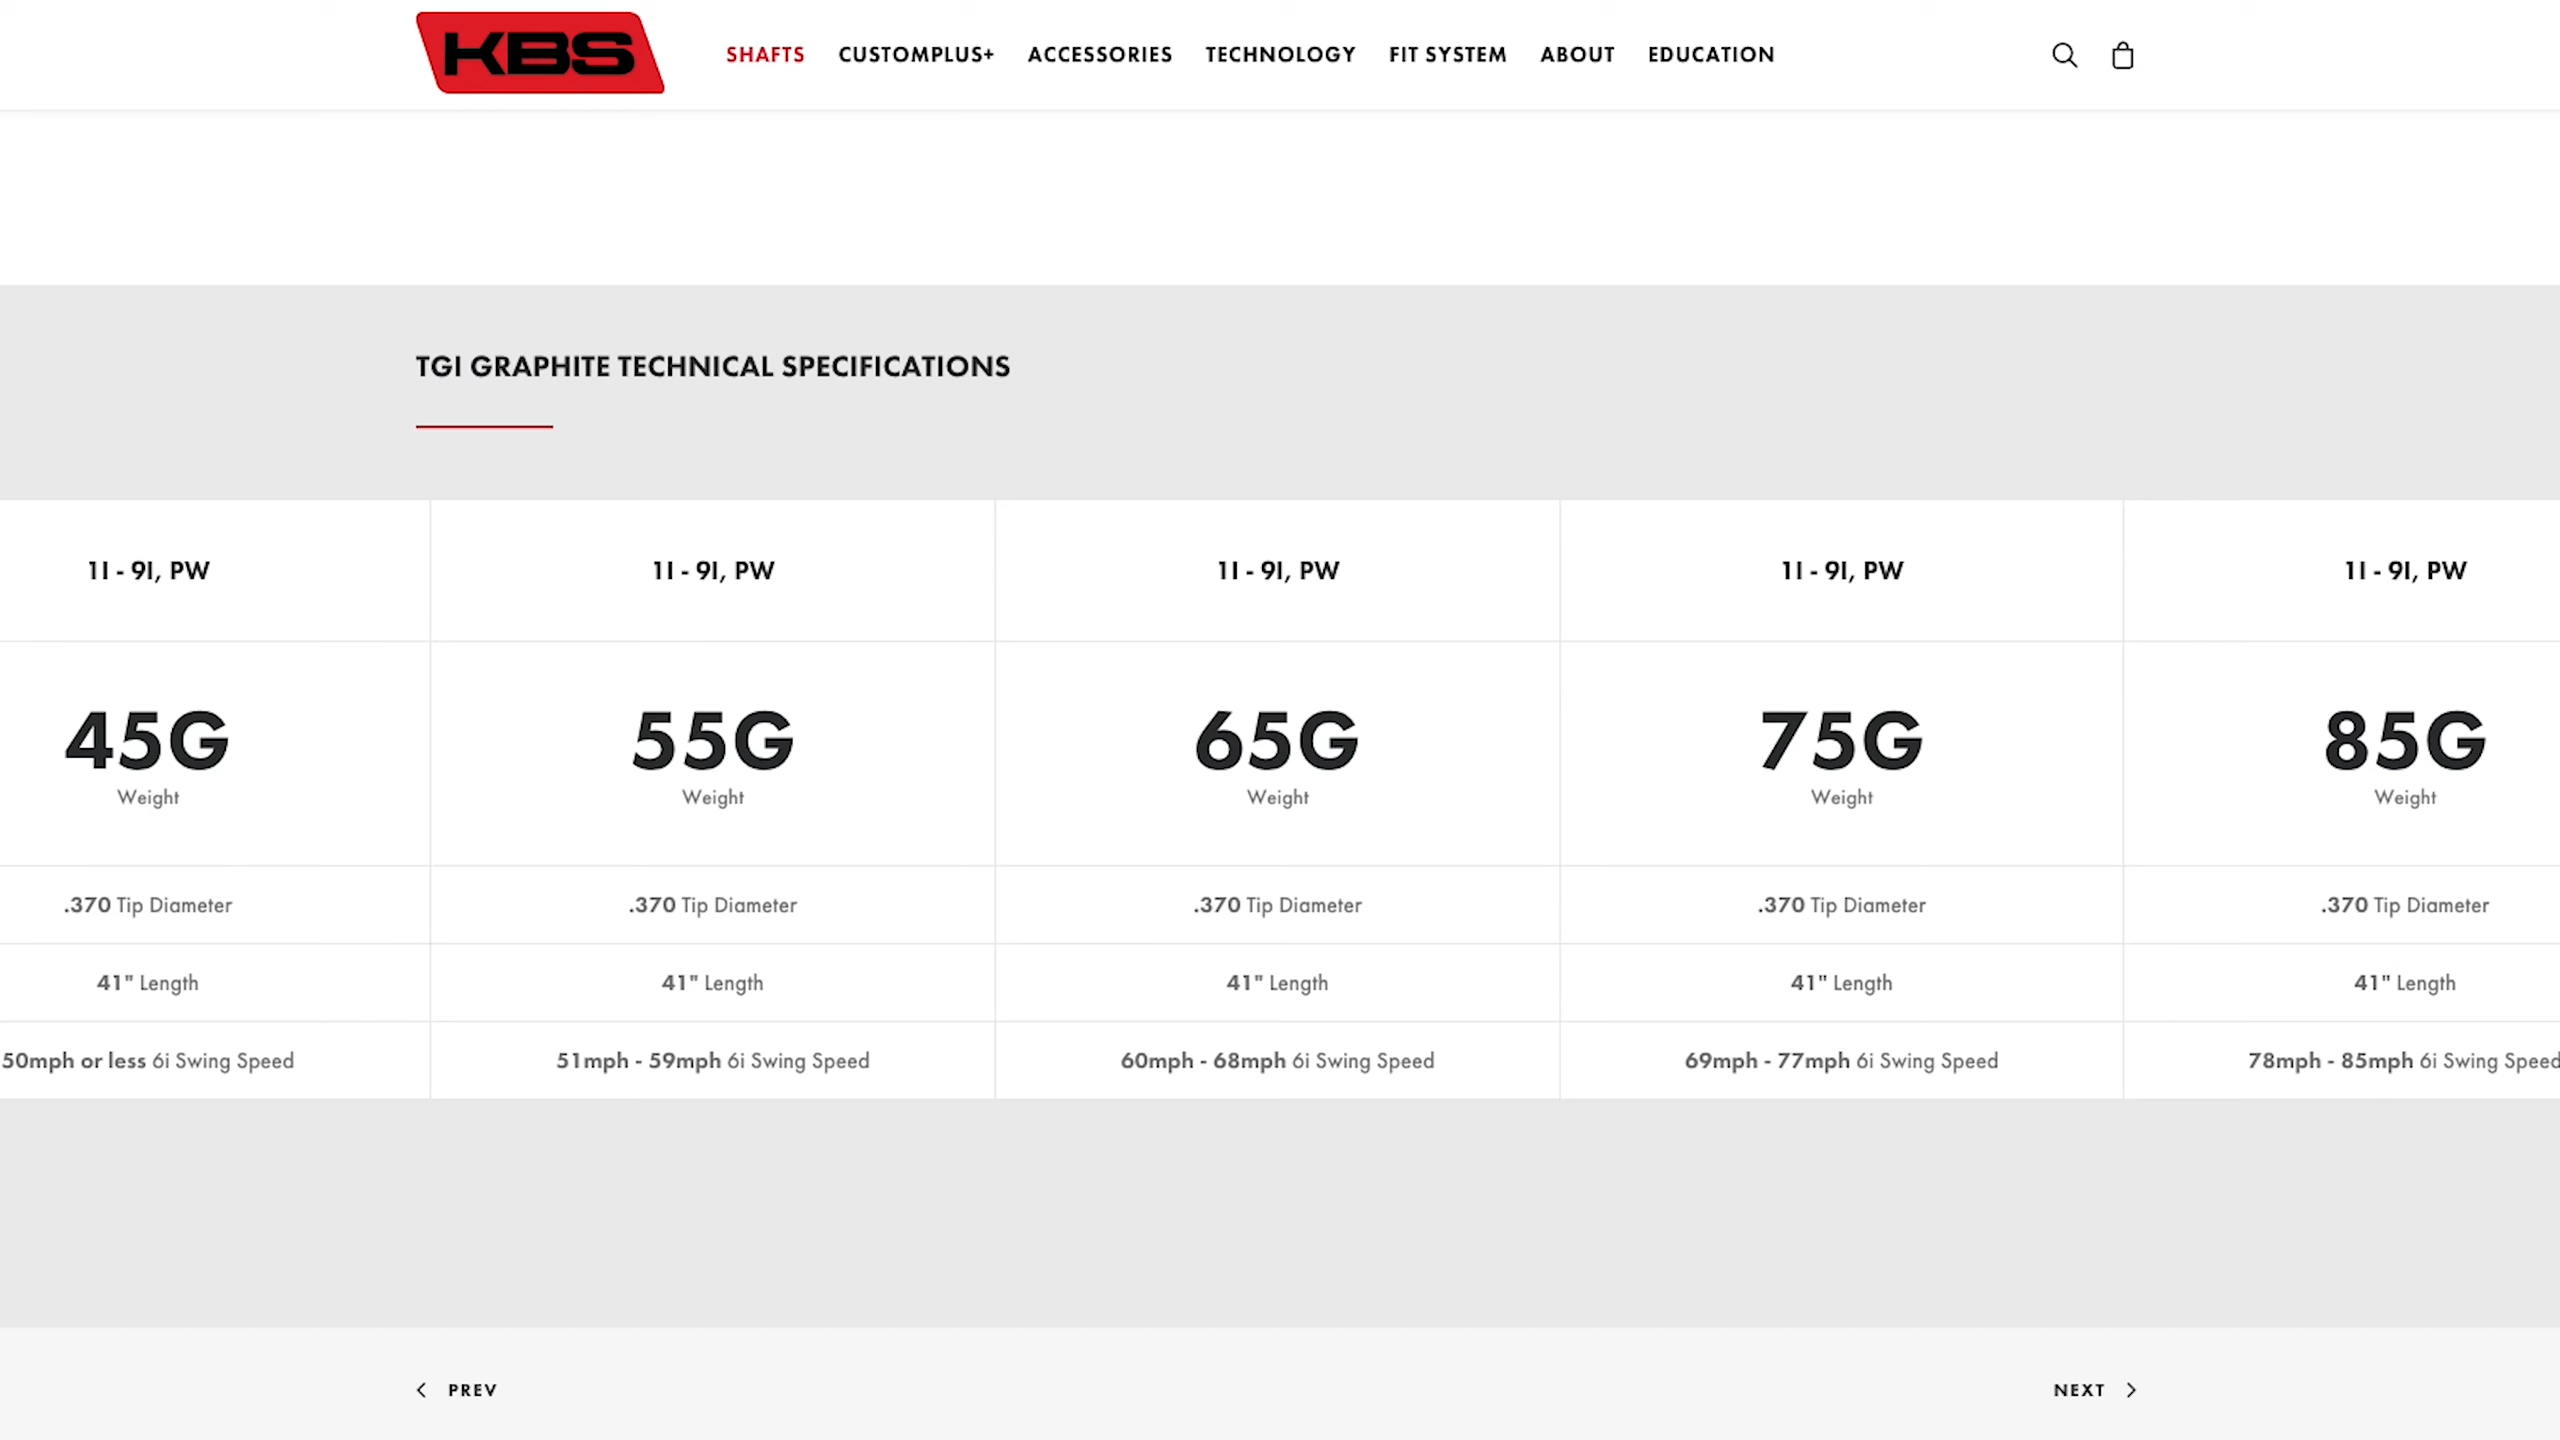 KBS
SHAFTS CUSTOMPLUS+ ACCESSORIES TECHNOLOGY FIT SYSTEM ABOUT EDUCATION
TGI GRAPHITE TECHNICAL SPECIFICATIONS
1I - 9I, PW 1I - 9I, PW 1I - 9I, PW 1I - 9I, PW 1I - 9I, PW
45G 55G 65G 75G 85G
Weight Weight Weight Weight Weight
.370 Tip Diameter .370 Tip Diameter .370 Tip Diameter .370 Tip Diameter .370 Tip Diameter
41" Length 41" Length 41" Length 41" Length 41" Length
50mph or less 6i Swing Speed 51mph - 59mph 6i Swing Speed 60mph - 68mph 6i Swing Speed 69mph - 77mph 6i Swing Speed 78mph - 85mph 6i Swing Speed
PREV NEXT